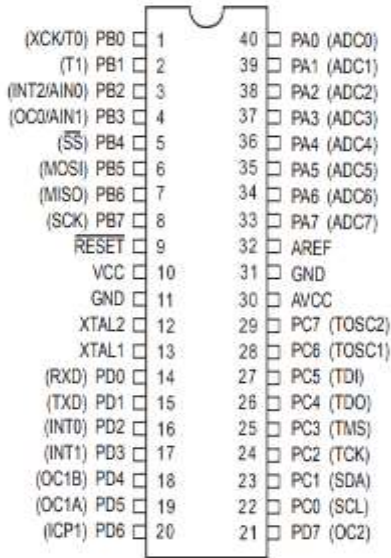 (XCK/T0) PB0 1 40 PA0 (ADC0)
(T1) PB1 2 39 PA1 (ADC1)
(INT2/AIN0) PB2 3 38 PA2 (ADC2)
(OC0/AIN1) PB3 4 37 PA3 (ADC3)
(SS) PB4 5 36 PA4 (ADC4)
(MOSI) PB5 6 35 PA5 (ADC5)
(MISO) PB6 7 34 PA6 (ADC6)
(SCK) PB7 8 33 PA7 (ADC7)
RESET 9 32 AREF
VCC 10 31 GND
GND 11 30 AVCC
XTAL2 12 29 PC7 (TOSC2)
XTAL1 13 28 PC6 (TOSC1)
(RXD) PD0 14 27 PC5 (TDI)
(TXD) PD1 15 26 PC4 (TDO)
(INT0) PD2 16 25 PC3 (TMS)
(INT1) PD3 17 24 PC2 (TCK)
(OC1B) PD4 18 23 PC1 (SDA)
(OC1A) PD5 19 22 PC0 (SCL)
(ICP1) PD6 20 21 PD7 (OC2)